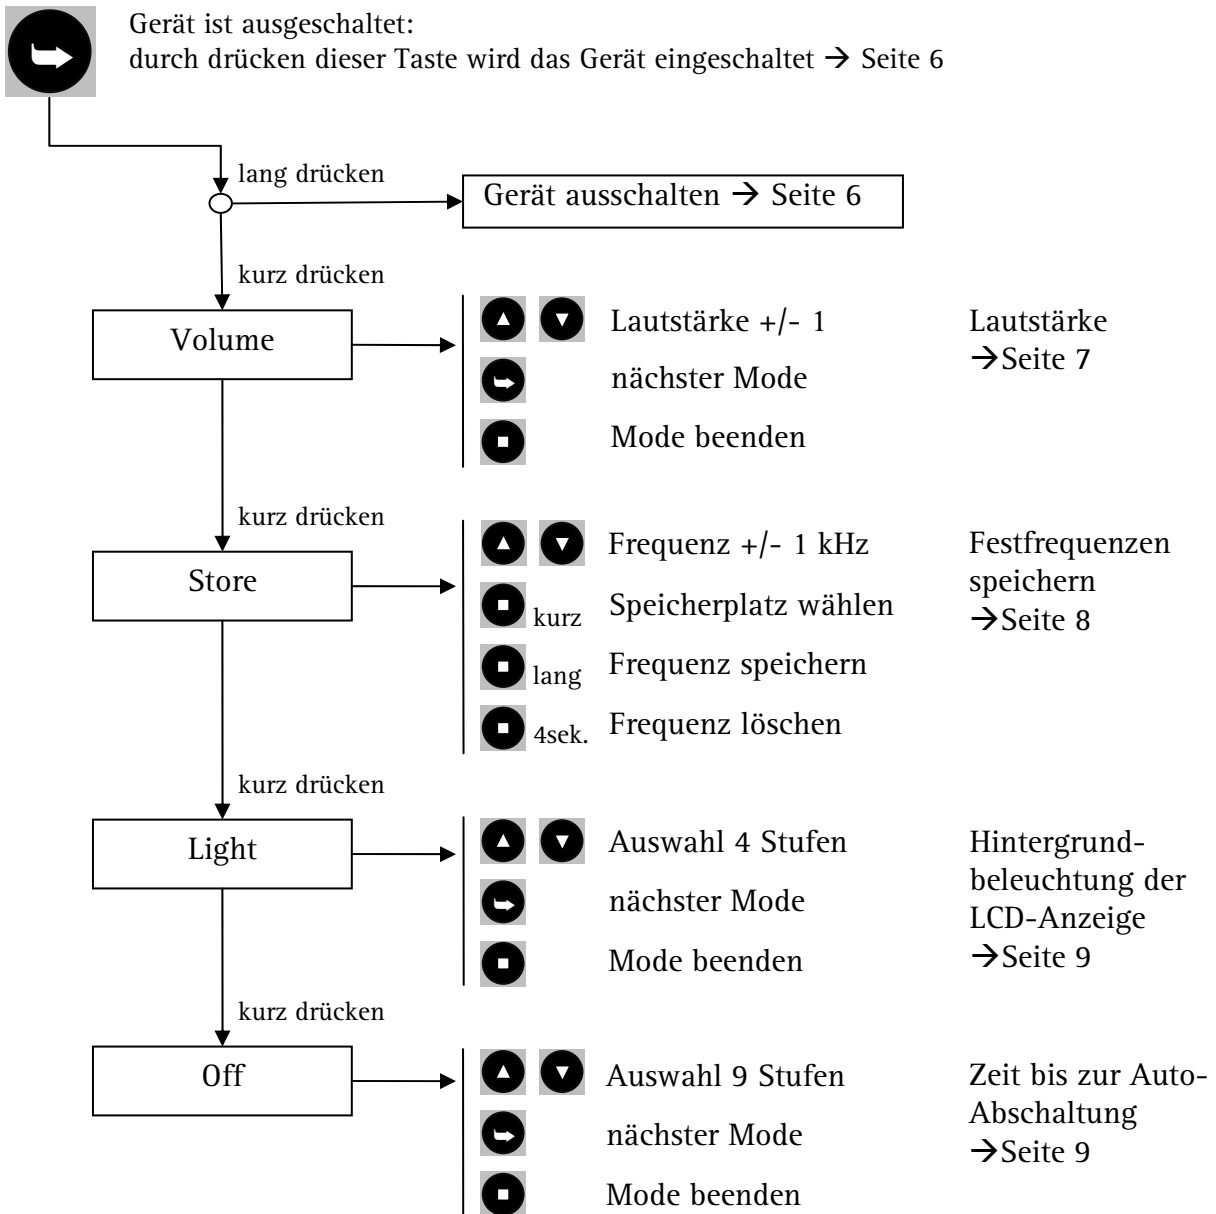 Gerät ist ausgeschaltet:
durch drücken dieser Taste wird das Gerät eingeschaltet → Seite 6
lang drücken
Gerät ausschalten → Seite 6
kurz drücken
Volume
Lautstärke +/- 1
nächster Mode
Mode beenden
Lautstärke
→Seite 7
kurz drücken
Store
Frequenz +/- 1 kHz
kurz Speicherplatz wählen
lang Frequenz speichern
4sek. Frequenz löschen
Festfrequenzen
speichern
→Seite 8
kurz drücken
Light
Auswahl 4 Stufen
nächster Mode
Mode beenden
Hintergrund-
beleuchtung der
LCD-Anzeige
→Seite 9
kurz drücken
Off
Auswahl 9 Stufen
nächster Mode
Mode beenden
Zeit bis zur Auto-
Abschaltung
→Seite 9